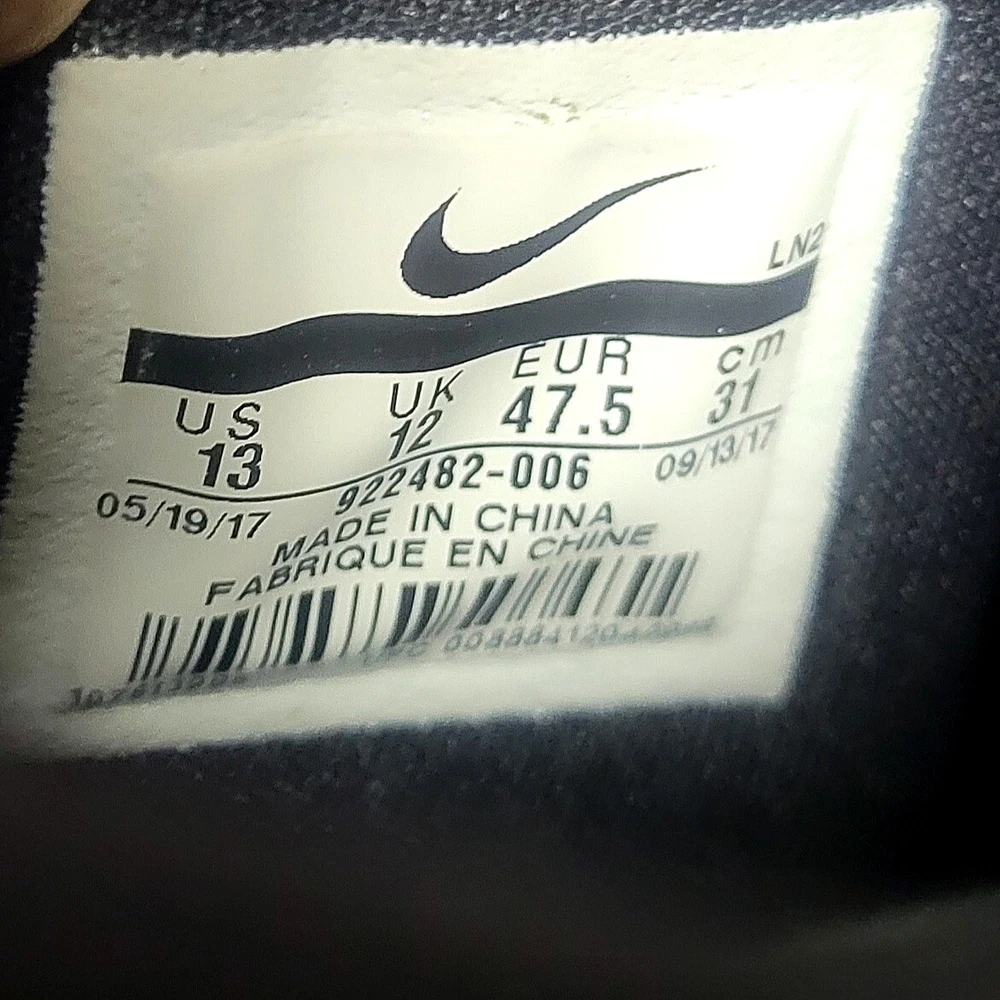 LN2
US UK EUR cm
13 12 47.5 31
05/19/17 922482-006 09/13/17
MADE IN CHINA
FABRIQUE EN CHINE
UPC